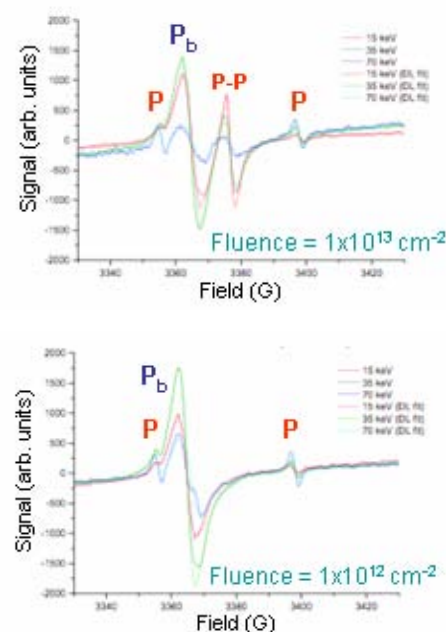 2000
1500
1000
500
0
-500
-1000
-1500
-2000
Signal (arb. units)
P
P_b
P-P
P
15 keV
35 keV
70 keV
15 keV (DL fit)
35 keV (DL fit)
70 keV (DL fit)
Fluence = 1x10¹³ cm⁻²
3340 3360 3380 3400 3420
Field (G)
2000
1500
1000
500
0
-500
-1000
-1500
-2000
Signal (arb. units)
P
P_b
P
15 keV
35 keV
70 keV
15 keV (DL fit)
35 keV (DL fit)
70 keV (DL fit)
Fluence = 1x10¹² cm⁻²
3340 3360 3380 3400 3420
Field (G)